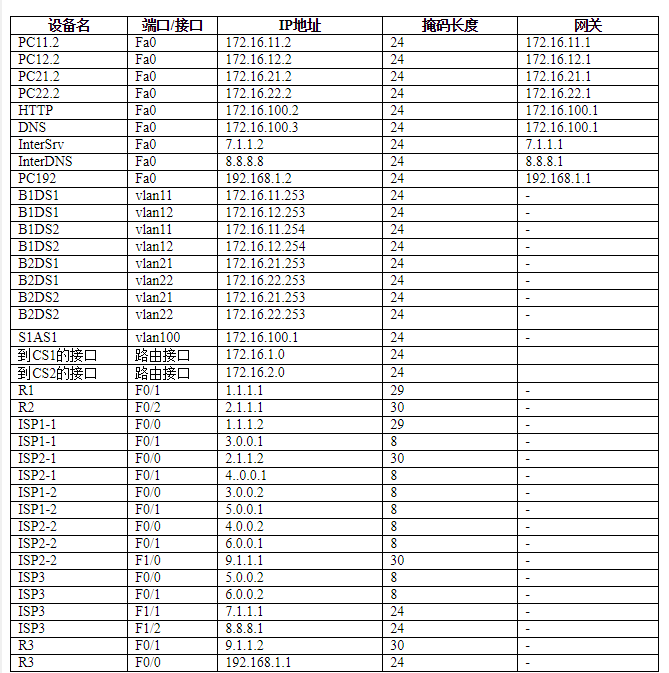 设备名 端口/接口 IP地址 掩码长度 网关
PC11.2 Fa0 172.16.11.2 24 172.16.11.1
PC12.2 Fa0 172.16.12.2 24 172.16.12.1
PC21.2 Fa0 172.16.21.2 24 172.16.21.1
PC22.2 Fa0 172.16.22.2 24 172.16.22.1
HTTP Fa0 172.16.100.2 24 172.16.100.1
DNS Fa0 172.16.100.3 24 172.16.100.1
InterSrv Fa0 7.1.1.2 24 7.1.1.1
InterDNS Fa0 8.8.8.8 24 8.8.8.1
PC192 Fa0 192.168.1.2 24 192.168.1.1
B1DS1 vlan11 172.16.11.253 24 -
B1DS1 vlan12 172.16.12.253 24 -
B1DS2 vlan11 172.16.11.254 24 -
B1DS2 vlan12 172.16.12.254 24 -
B2DS1 vlan21 172.16.21.253 24 -
B2DS1 vlan22 172.16.22.253 24 -
B2DS2 vlan21 172.16.21.253 24 -
B2DS2 vlan22 172.16.22.253 24 -
S1AS1 vlan100 172.16.100.1 24 -
到CS1的接口 路由接口 172.16.1.0 24
到CS2的接口 路由接口 172.16.2.0 24
R1 F0/1 1.1.1.1 29 -
R2 F0/2 2.1.1.1 30 -
ISP1-1 F0/0 1.1.1.2 29 -
ISP1-1 F0/1 3.0.0.1 8 -
ISP2-1 F0/0 2.1.1.2 30 -
ISP2-1 F0/1 4..0.0.1 8 -
ISP1-2 F0/0 3.0.0.2 8 -
ISP1-2 F0/1 5.0.0.1 8 -
ISP2-2 F0/0 4.0.0.2 8 -
ISP2-2 F0/1 6.0.0.1 8 -
ISP2-2 F1/0 9.1.1.1 30 -
ISP3 F0/0 5.0.0.2 8 -
ISP3 F0/1 6.0.0.2 8 -
ISP3 F1/1 7.1.1.1 24 -
ISP3 F1/2 8.8.8.1 24 -
R3 F0/1 9.1.1.2 30 -
R3 F0/0 192.168.1.1 24 -